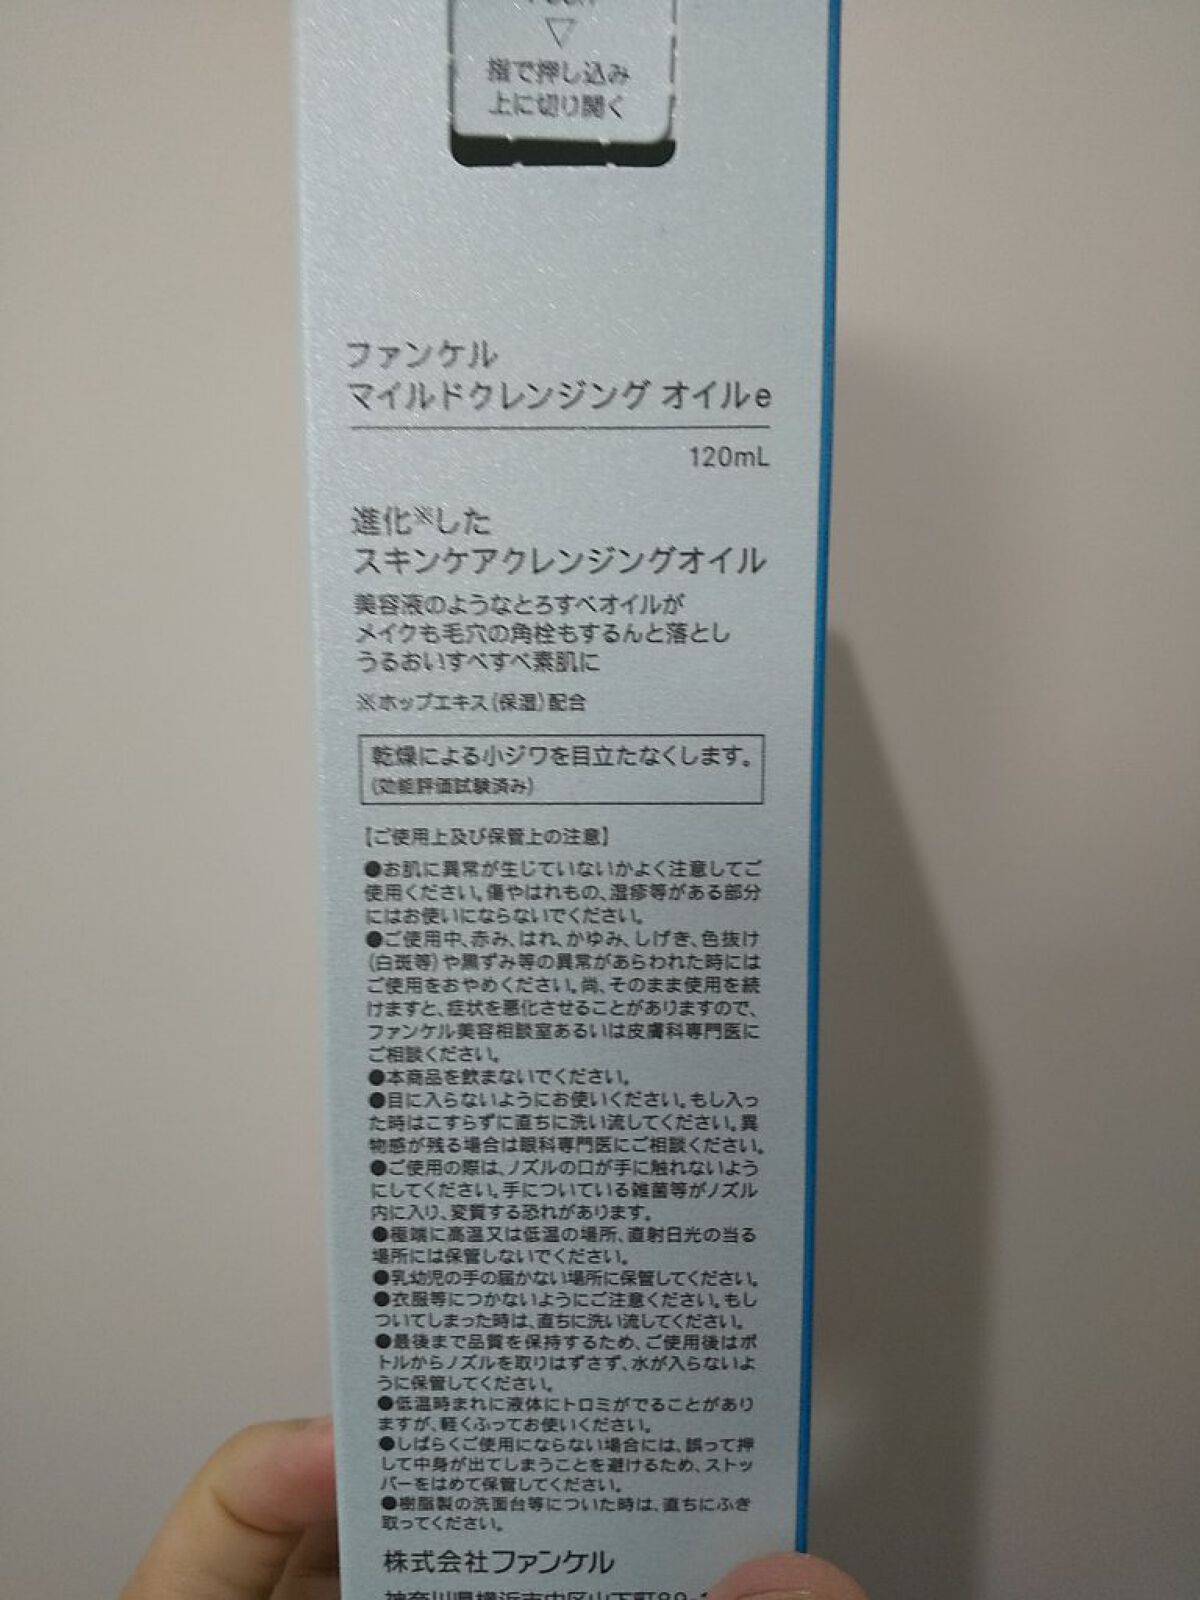 指で押し込み
上に切り開く
ファンケル
マイルドクレンジング オイルe
120mL
進化※した
スキンケアクレンジングオイル
美容液のようなとろすべオイルが
メイクも毛穴の角栓もするんと落とし
うるおいすべすべ素肌に
※ホップエキス(保湿)配合
乾燥による小ジワを目立たなくします。
(効能評価試験済み)
【ご使用上及び保管上の注意】
●お肌に異常が生じていないかよく注意してご
使用ください。傷やはれもの、湿疹等がある部分
にはお使いにならないでください。
●ご使用中、赤み、はれ、かゆみ、しげき、色抜け
(白斑等)や黒ずみ等の異常があらわれた時には
ご使用をおやめください。尚、そのまま使用を続
けますと、症状を悪化させることがありますので、
ファンケル美容相談室あるいは皮膚科専門医に
ご相談ください。
●本商品を飲まないでください。
●目に入らないようにお使いください。もし入っ
た時はこすらずに直ちに洗い流してください。異
物感が残る場合は眼科専門医にご相談ください。
●ご使用の際は、ノズルの口が手に触れないよう
にしてください。手についている雑菌等がノズル
内に入り、変質する恐れがあります。
●極端に高温又は低温の場所、直射日光の当る
場所には保管しないでください。
●乳幼児の手の届かない場所に保管してください。
●衣服等につかないようにご注意ください。もし
ついてしまった時は、直ちに洗い流してください。
●最後まで品質を保持するため、ご使用後はボ
トルからノズルを取りはずさず、水が入らないよ
うに保管してください。
●低温時まれに液体にトロミがでることがあり
ますが、軽くふってお使いください。
●しばらくご使用にならない場合には、誤って押
して中身が出てしまうことを避けるため、ストッ
パーをはめて保管してください。
●樹脂製の洗面台等についた時は、直ちにふき
取ってください。
株式会社ファンケル
神奈川県横浜市中区山下町89-1